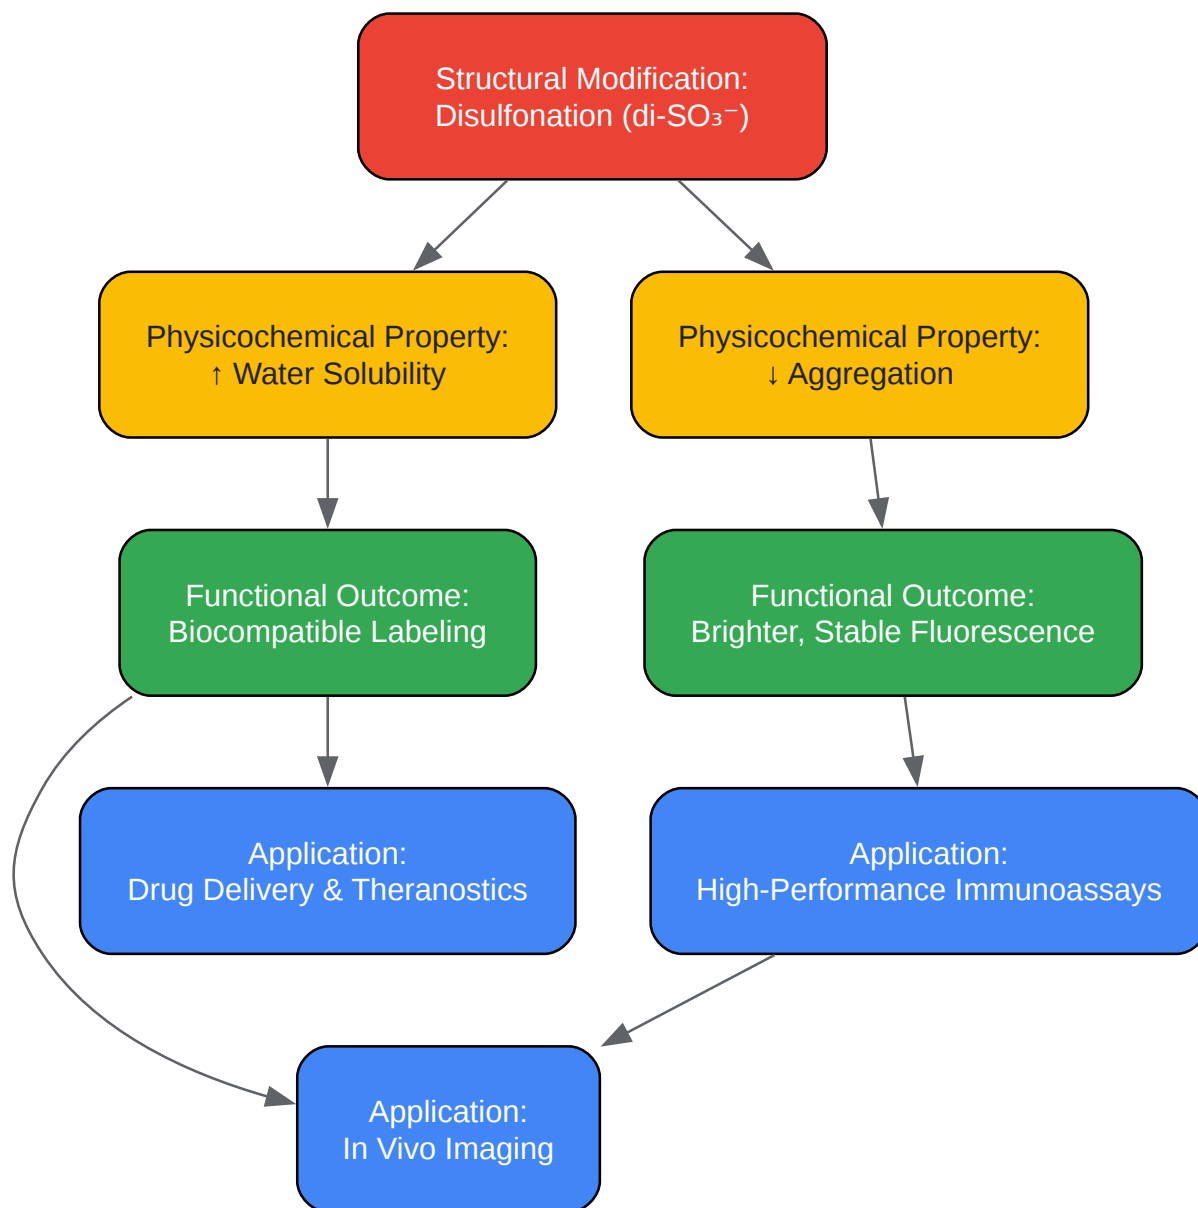 Structural Modification:
Disulfonation (di-SO₃⁻)
Physicochemical Property:
↑ Water Solubility
Physicochemical Property:
↓ Aggregation
Functional Outcome:
Biocompatible Labeling
Functional Outcome:
Brighter, Stable Fluorescence
Application:
Drug Delivery & Theranostics
Application:
High-Performance Immunoassays
Application:
In Vivo Imaging